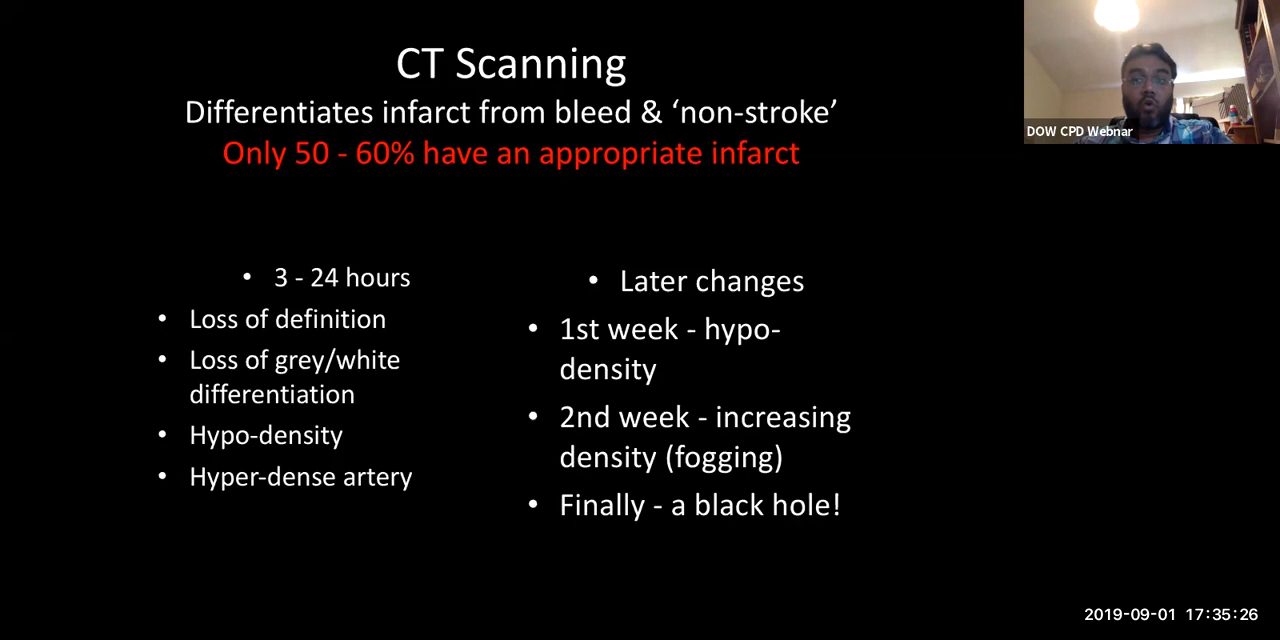 CT Scanning
Differentiates infarct from bleed & ‘non-stroke’
Only 50 - 60% have an appropriate infarct
DOW CPD Webnar
• 3 - 24 hours
• Loss of definition
• Loss of grey/white
differentiation
• Hypo-density
• Hyper-dense artery
• Later changes
• 1st week - hypo-
density
• 2nd week - increasing
density (fogging)
• Finally - a black hole!
2019-09-01 17:35:26